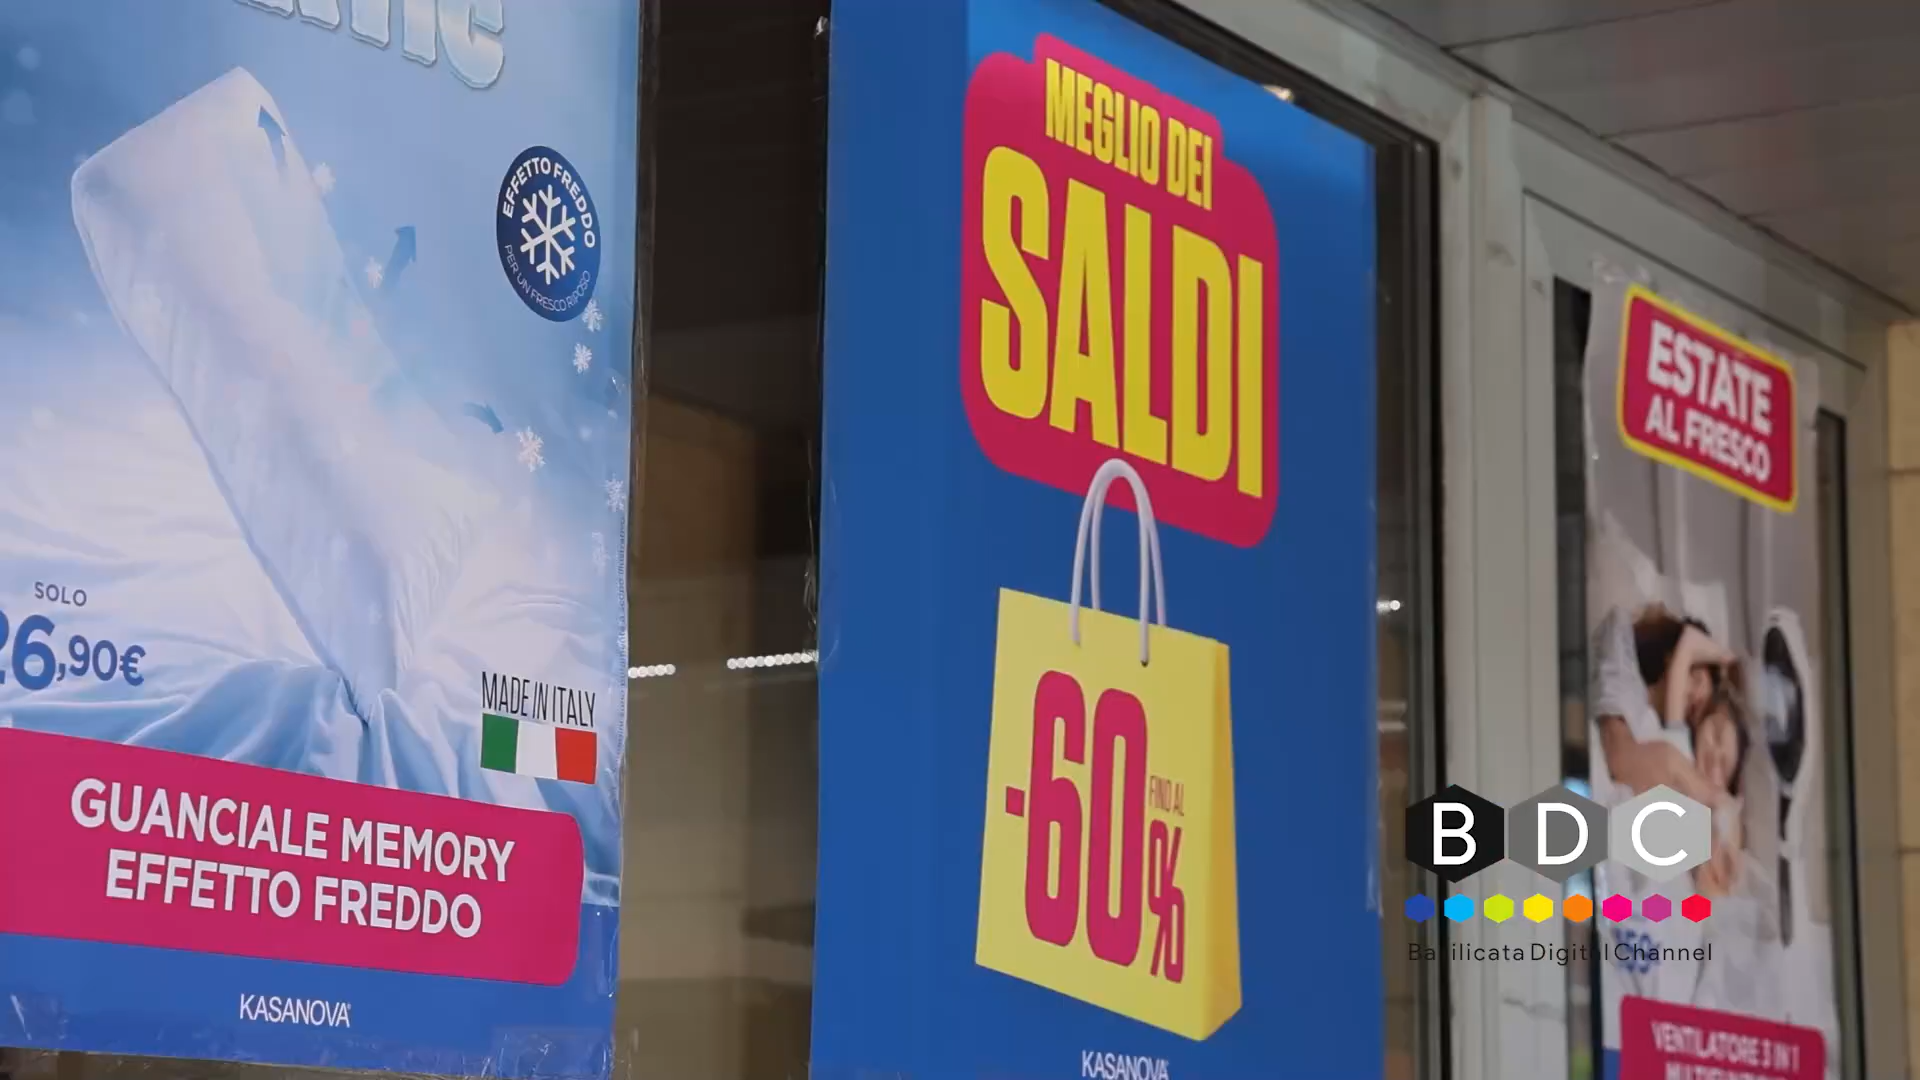 EFFETTO FREDDO
PER UN FRESCO RIPOSO
SOLO
26,90€
MADE IN ITALY
GUANCIALE MEMORY
EFFETTO FREDDO
KASANOVA
MEGLIO DEI
SALDI
FINO AL
-60%
KASANOVA
ESTATE
AL FRESCO
VENTILATORE 3 IN 1
BDC
Basilicata Digital Channel